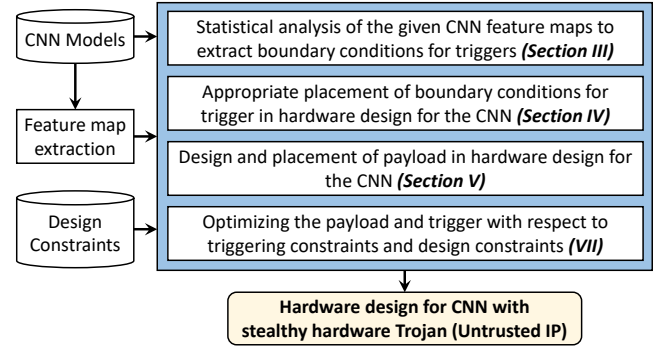 CNN Models
Feature map
extraction
Design
Constraints
Statistical analysis of the given CNN feature maps to
extract boundary conditions for triggers (Section III)
Appropriate placement of boundary conditions for
trigger in hardware design for the CNN (Section IV)
Design and placement of payload in hardware design for
the CNN (Section V)
Optimizing the payload and trigger with respect to
triggering constraints and design constraints (VII)
Hardware design for CNN with
stealthy hardware Trojan (Untrusted IP)